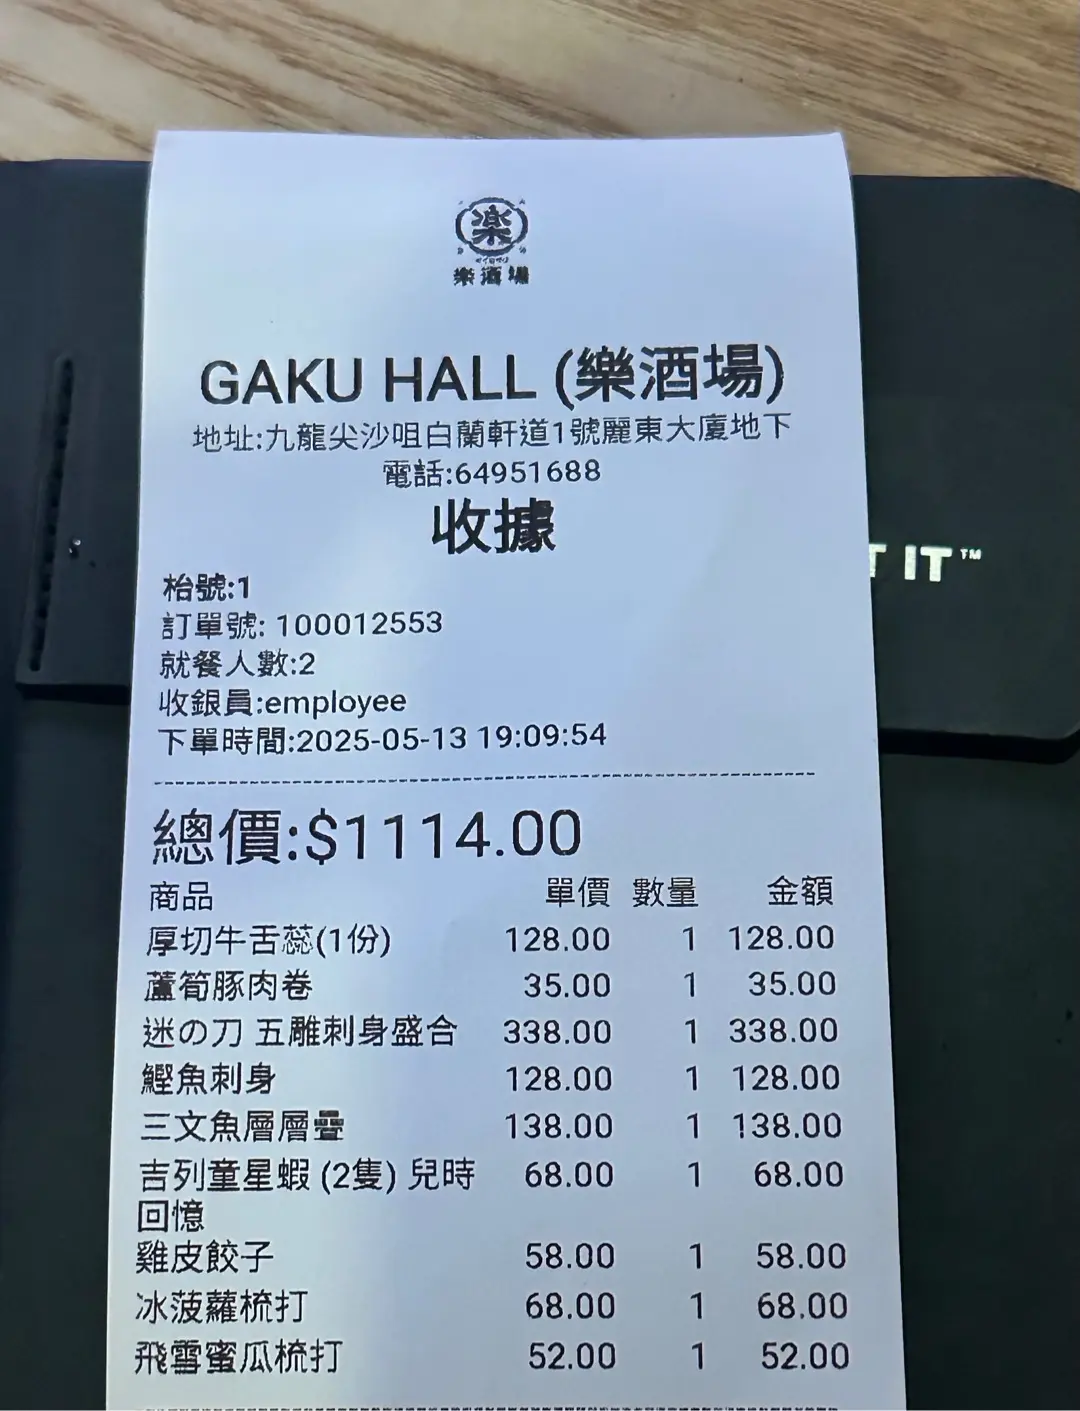 楽
樂酒場
GAKU HALL (樂酒場)
地址:九龍尖沙咀白蘭軒道1號麗東大廈地下
電話:64951688
收據
枱號:1
訂單號: 100012553
就餐人數:2
收銀員:employee
下單時間:2025-05-13 19:09:54
T IT™
總價:$1114.00
商品 單價 數量 金額
厚切牛舌蕊(1份) 128.00 1 128.00
蘆筍豚肉卷 35.00 1 35.00
迷の刀 五雕刺身盛合 338.00 1 338.00
鰹魚刺身 128.00 1 128.00
三文魚層層疊 138.00 1 138.00
吉列童星蝦 (2隻) 兒時 68.00 1 68.00
回憶
雞皮餃子 58.00 1 58.00
冰菠蘿梳打 68.00 1 68.00
飛雪蜜瓜梳打 52.00 1 52.00